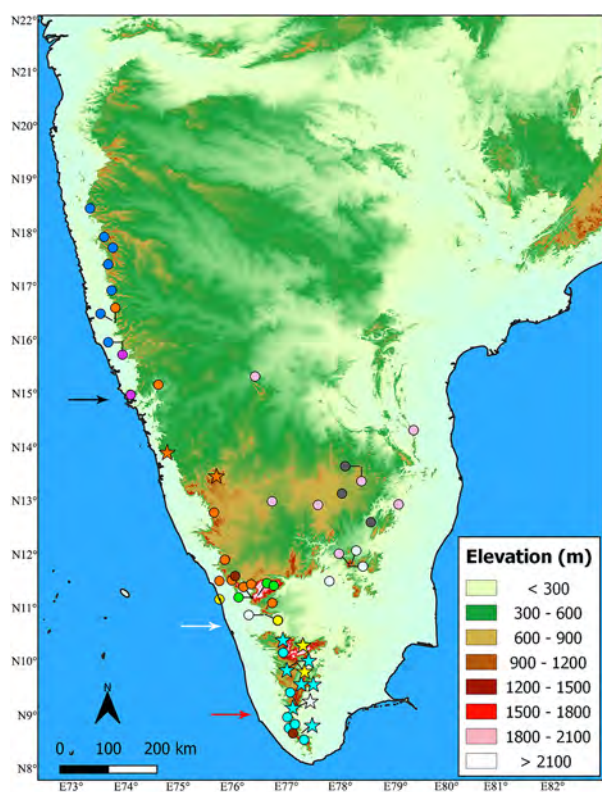 N22°
N21°
N20°
N19°
N18°
N17°
N16°
N15°
N14°
N13°
N12°
N11°
N10°
N9°
N8°
Elevation (m)
< 300
300 - 600
600 - 900
900 - 1200
1200 - 1500
1500 - 1800
1800 - 2100
> 2100
N
0 100 200 km
E73° E74° E75° E76° E77° E78° E79° E80° E81° E82°